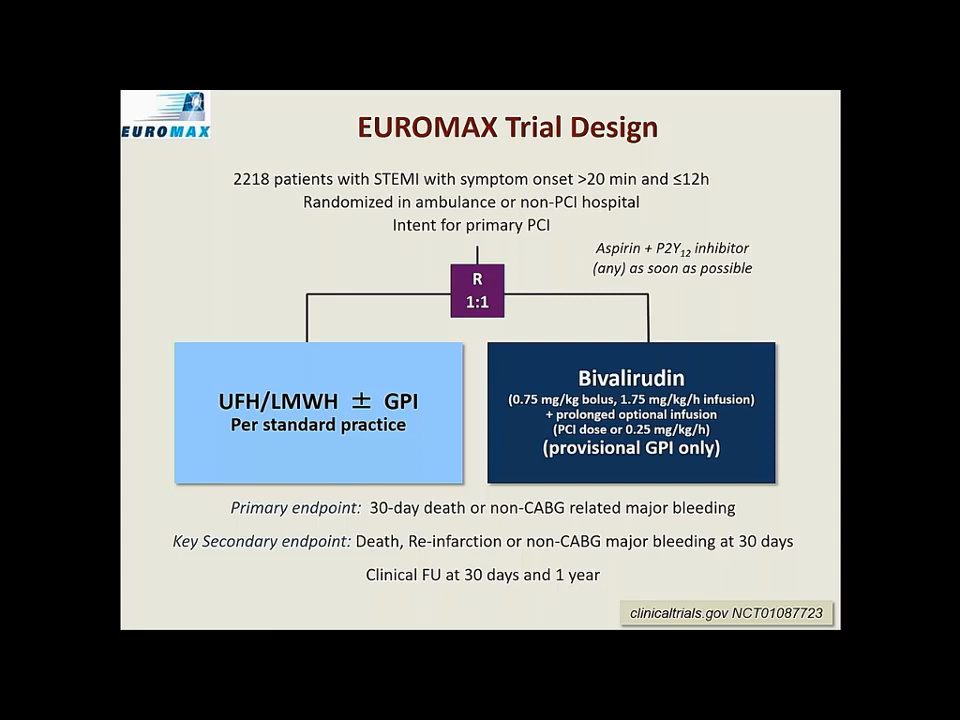 EUROMAX
EUROMAX Trial Design
2218 patients with STEMI with symptom onset >20 min and ≤12h
Randomized in ambulance or non-PCI hospital
Intent for primary PCI
Aspirin + P2Y12 inhibitor
(any) as soon as possible
R
1:1
UFH/LMWH ± GPI
Per standard practice
Bivalirudin
(0.75 mg/kg bolus, 1.75 mg/kg/h infusion)
+ prolonged optional infusion
(PCI dose or 0.25 mg/kg/h)
(provisional GPI only)
Primary endpoint: 30-day death or non-CABG related major bleeding
Key Secondary endpoint: Death, Re-infarction or non-CABG major bleeding at 30 days
Clinical FU at 30 days and 1 year
clinicaltrials.gov NCT01087723